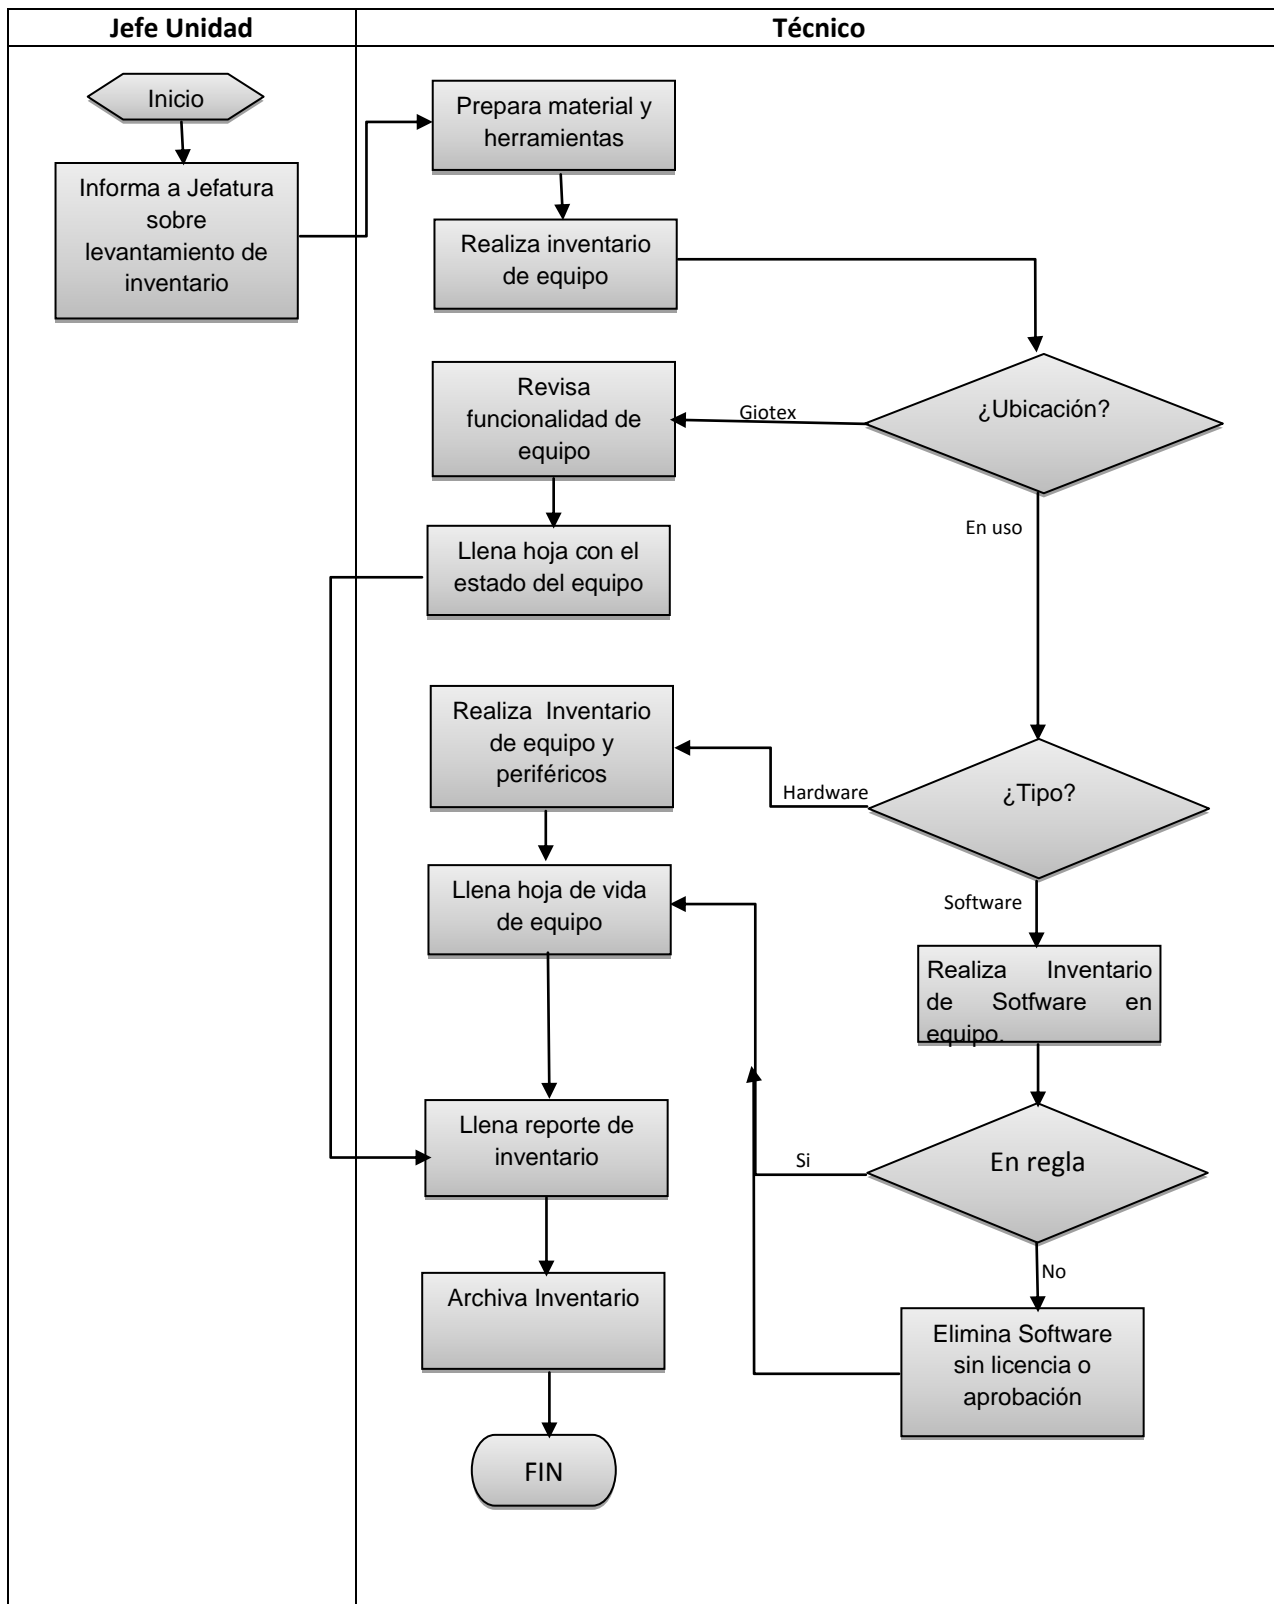 Jefe Unidad
Técnico
Inicio
Informa a Jefatura
sobre
levantamiento de
inventario
Prepara material y
herramientas
Realiza inventario
de equipo
¿Ubicación?
Giotex
Revisa
funcionalidad de
equipo
En uso
Llena hoja con el
estado del equipo
Realiza Inventario
de equipo y
periféricos
Hardware
¿Tipo?
Llena hoja de vida
de equipo
Software
Realiza Inventario
de Sotfware en
equipo.
Llena reporte de
inventario
Si
En regla
No
Archiva Inventario
Elimina Software
sin licencia o
aprobación
FIN